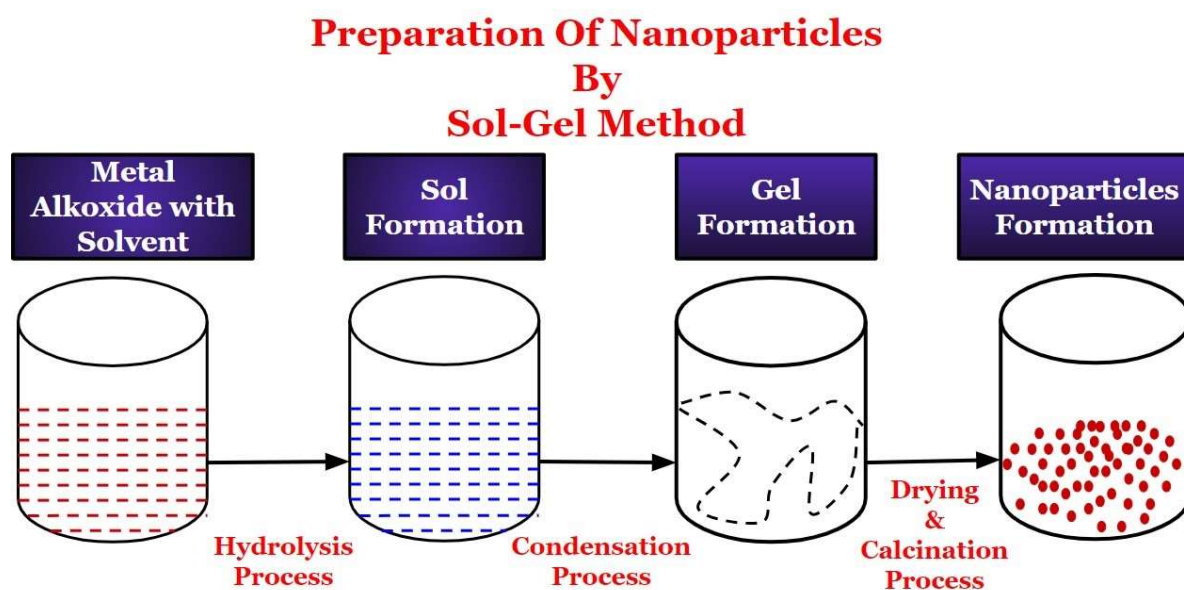 Preparation Of Nanoparticles
By
Sol-Gel Method
Metal
Alkoxide with
Solvent
Sol
Formation
Gel
Formation
Nanoparticles
Formation
Hydrolysis
Process
Condensation
Process
Drying
&
Calcination
Process